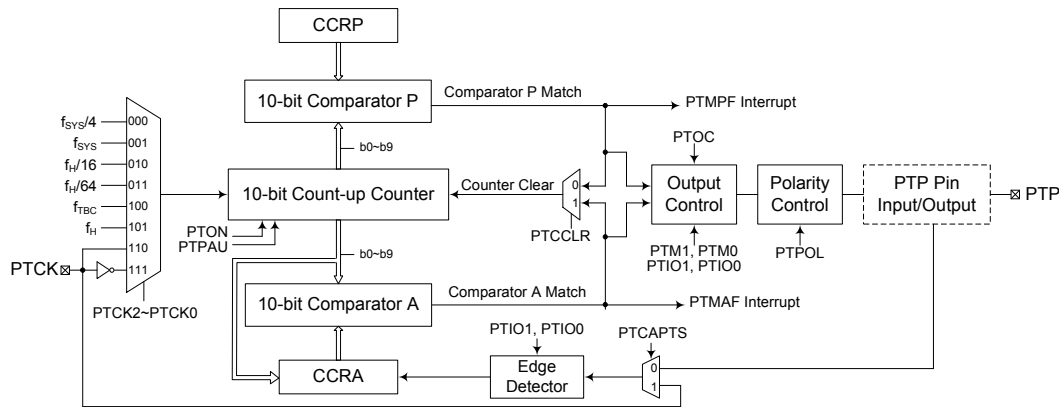 CCRP
10-bit Comparator P
Comparator P Match
PTMPF Interrupt
b0~b9
fSYS/4 000
fSYS 001
fH/16 010
fH/64 011
fTBC 100
fH 101
110
111
PTCK
PTCK2~PTCK0
10-bit Count-up Counter
PTON
PTPAU
Counter Clear
0
1
PTCCLR
PTOC
Output
Control
PTM1, PTM0
PTIO1, PTIO0
Polarity
Control
PTPOL
PTP Pin
Input/Output
PTP
b0~b9
10-bit Comparator A
Comparator A Match
PTMAF Interrupt
CCRA
PTIO1, PTIO0
Edge
Detector
PTCAPTS
0
1